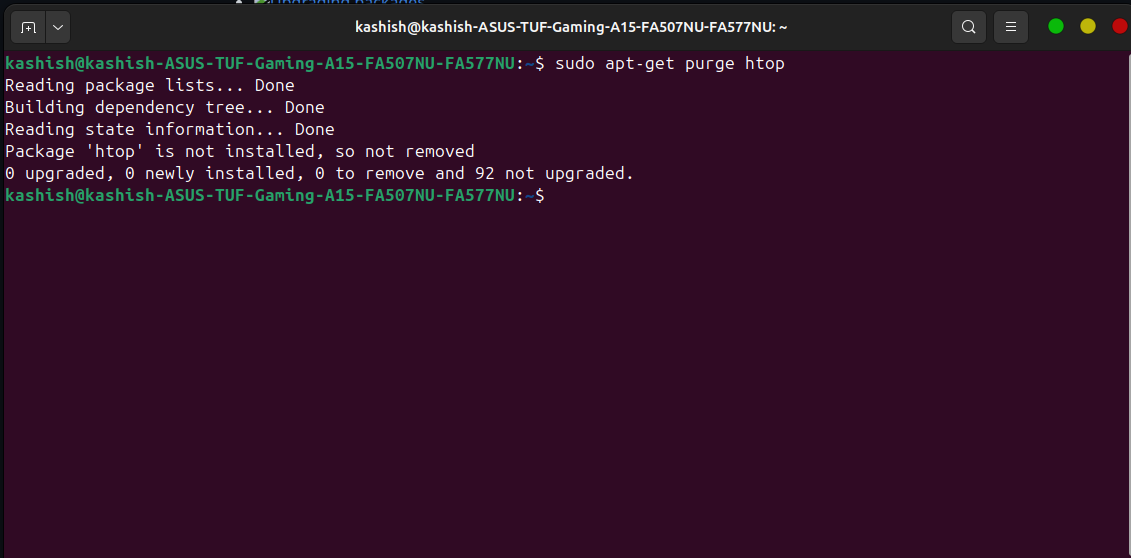 Upgrading packages
kashish@kashish-ASUS-TUF-Gaming-A15-FA507NU-FA577NU: ~
kashish@kashish-ASUS-TUF-Gaming-A15-FA507NU-FA577NU:~$ sudo apt-get purge htop
Reading package lists... Done
Building dependency tree... Done
Reading state information... Done
Package 'htop' is not installed, so not removed
0 upgraded, 0 newly installed, 0 to remove and 92 not upgraded.
kashish@kashish-ASUS-TUF-Gaming-A15-FA507NU-FA577NU:~$